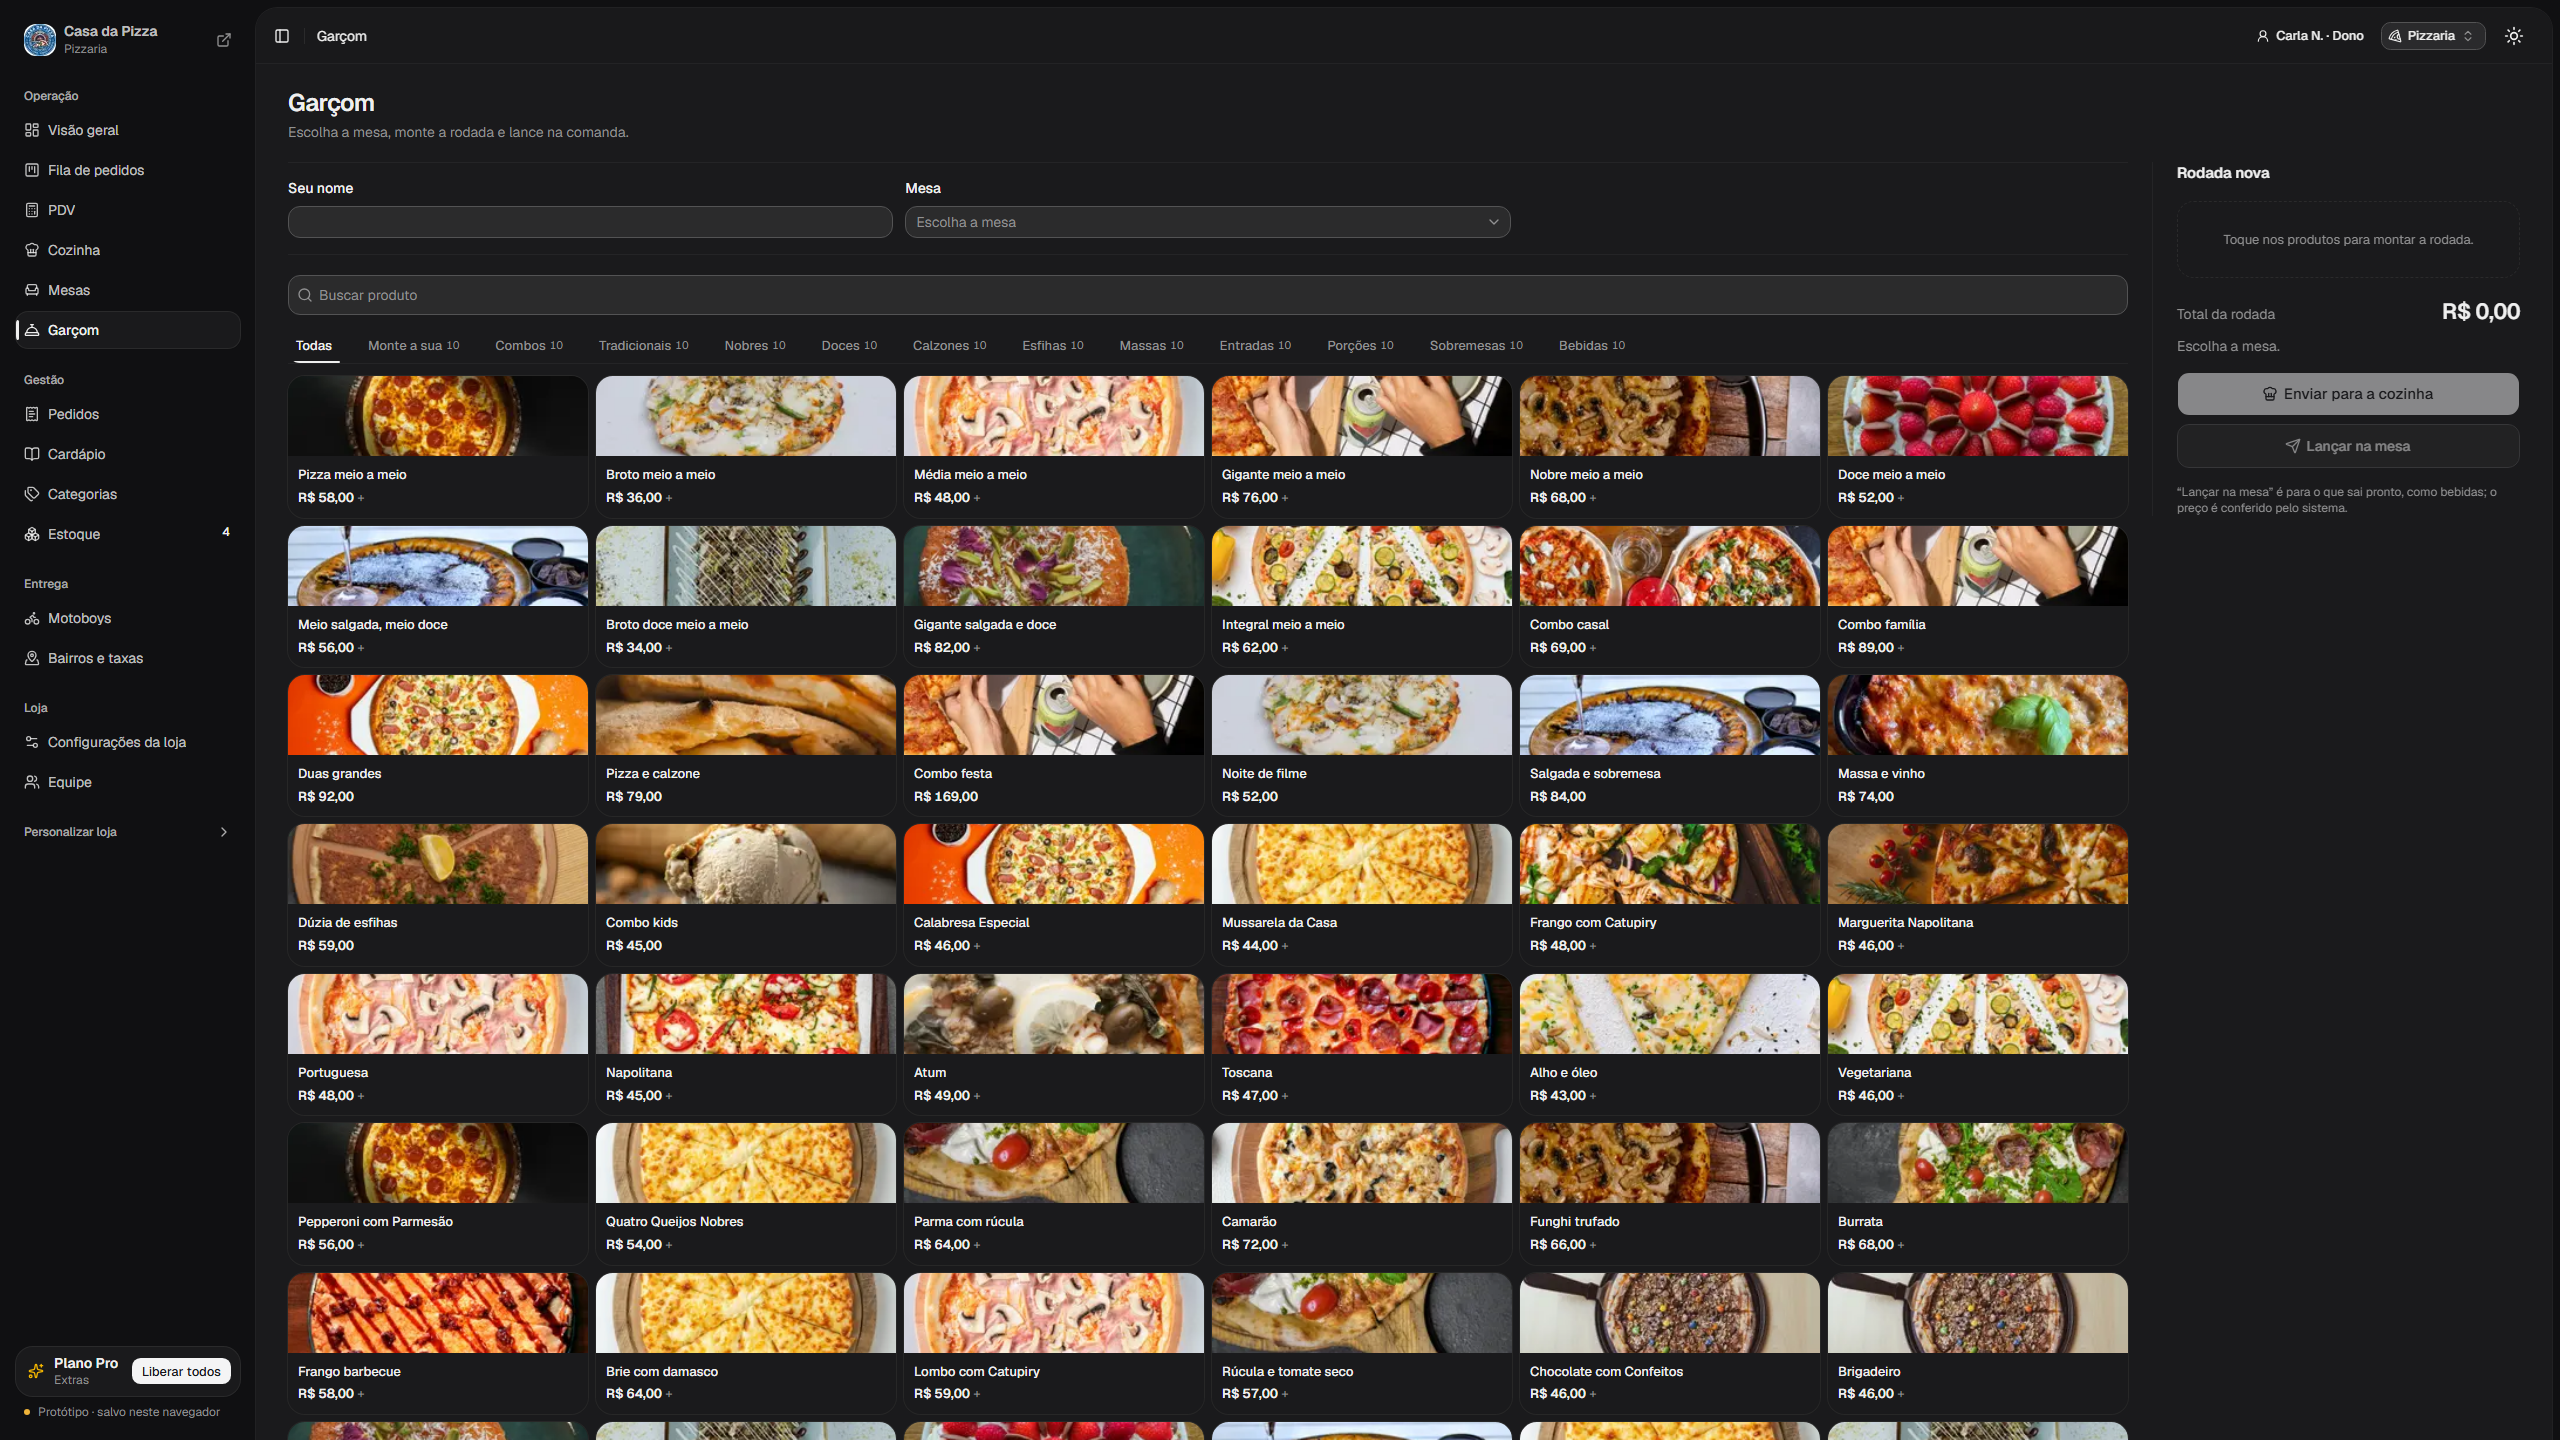 Casa da Pizza
Pizzaria
Operação
Visão geral
Fila de pedidos
PDV
Cozinha
Mesas
Garçom
Gestão
Pedidos
Cardápio
Categorias
Estoque 4
Entrega
Motoboys
Bairros e taxas
Loja
Configurações da loja
Equipe
Personalizar loja
Plano Pro
Extras
Liberar todos
Protótipo · salvo neste navegador
Garçom
Carla N. · Dono
Pizzaria
Garçom
Escolha a mesa, monte a rodada e lance na comanda.
Seu nome
Mesa
Escolha a mesa
Buscar produto
Todas Monte a sua 10 Combos 10 Tradicionais 10 Nobres 10 Doces 10 Calzones 10 Esfihas 10 Massas 10 Entradas 10 Porções 10 Sobremesas 10 Bebidas 10
Pizza meio a meio
R$ 58,00 +
Broto meio a meio
R$ 36,00 +
Média meio a meio
R$ 48,00 +
Gigante meio a meio
R$ 76,00 +
Nobre meio a meio
R$ 68,00 +
Doce meio a meio
R$ 52,00 +
Meio salgada, meio doce
R$ 56,00 +
Broto doce meio a meio
R$ 34,00 +
Gigante salgada e doce
R$ 82,00 +
Integral meio a meio
R$ 62,00 +
Combo casal
R$ 69,00 +
Combo família
R$ 89,00 +
Duas grandes
R$ 92,00
Pizza e calzone
R$ 79,00
Combo festa
R$ 169,00
Noite de filme
R$ 52,00
Salgada e sobremesa
R$ 84,00
Massa e vinho
R$ 74,00
Dúzia de esfihas
R$ 59,00
Combo kids
R$ 45,00
Calabresa Especial
R$ 46,00 +
Mussarela da Casa
R$ 44,00 +
Frango com Catupiry
R$ 48,00 +
Marguerita Napolitana
R$ 46,00 +
Portuguesa
R$ 48,00 +
Napolitana
R$ 45,00 +
Atum
R$ 49,00 +
Toscana
R$ 47,00 +
Alho e óleo
R$ 43,00 +
Vegetariana
R$ 46,00 +
Pepperoni com Parmesão
R$ 56,00 +
Quatro Queijos Nobres
R$ 54,00 +
Parma com rúcula
R$ 64,00 +
Camarão
R$ 72,00 +
Funghi trufado
R$ 66,00 +
Burrata
R$ 68,00 +
Frango barbecue
R$ 58,00 +
Brie com damasco
R$ 64,00 +
Lombo com Catupiry
R$ 59,00 +
Rúcula e tomate seco
R$ 57,00 +
Chocolate com Confeitos
R$ 46,00 +
Brigadeiro
R$ 46,00 +
Rodada nova
Toque nos produtos para montar a rodada.
Total da rodada R$ 0,00
Escolha a mesa.
Enviar para a cozinha
Lançar na mesa
“Lançar na mesa” é para o que sai pronto, como bebidas; o
preço é conferido pelo sistema.